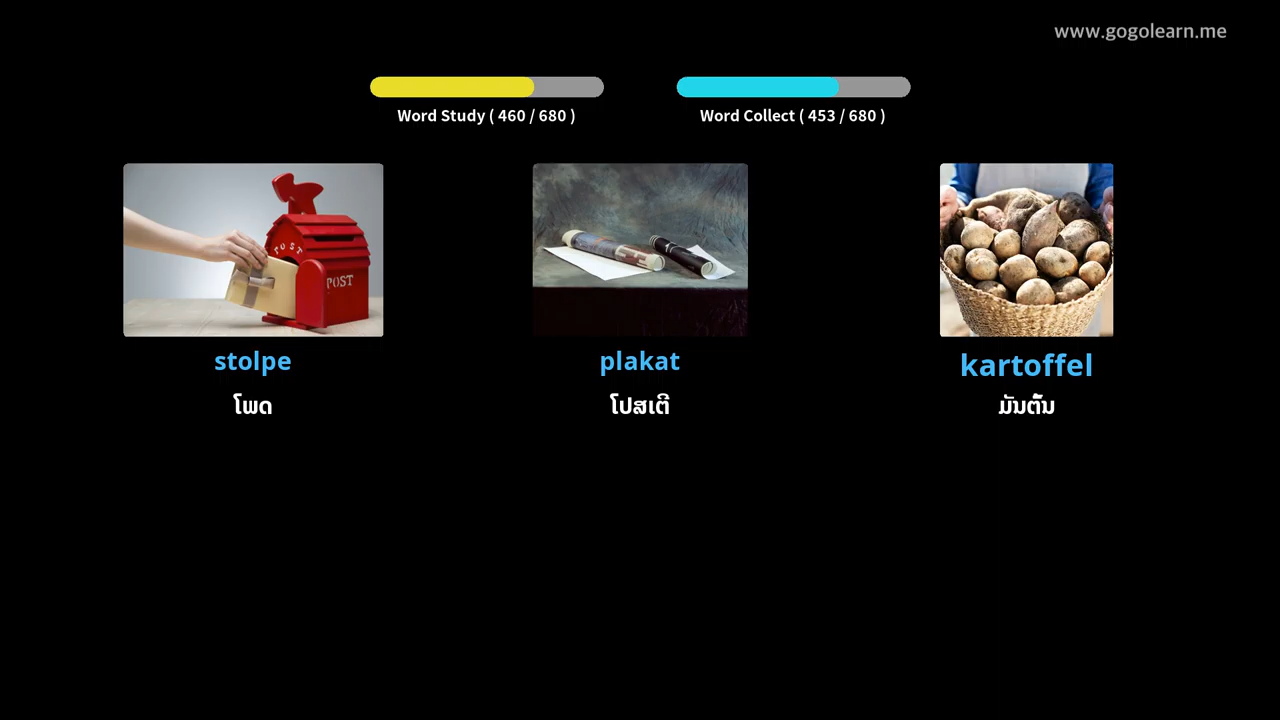 www.gogolearn.me
Word Study ( 460 / 680 )
Word Collect ( 453 / 680 )
POST
POST
stolpe
plakat
kartoffel
ໂພດ
ໂປສເຕີ
ມັນຕົ້ນ